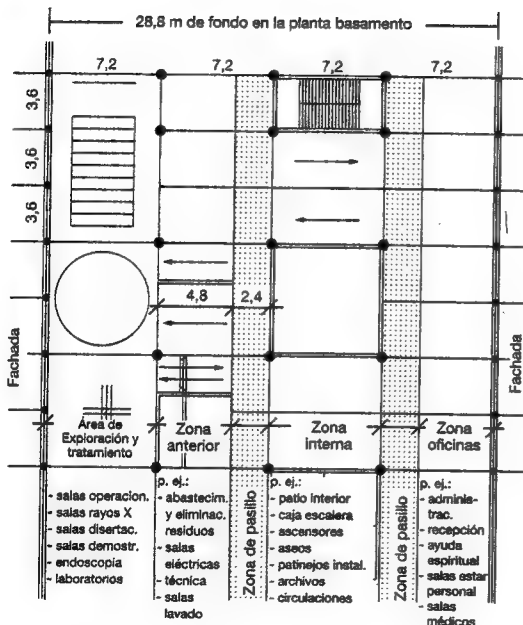 28,8 m de fondo en la planta basamento
7,2 7,2 7,2 7,2
3,6
3,6
3,6
4,8 2,4
Fachada
Fachada
Área de
Exploración y
tratamiento
Zona
anterior
Zona
interna
Zona
oficinas
- salas operacion.
- salas rayos X
- salas disertac.
- salas demostr.
- endoscopia
- laboratorios
p. ej.:
- abastecim.
y eliminac.
residuos
- salas
eléctricas
- técnica
- salas
lavado
Zona de pasillo
p. ej.:
- patio interior
- caja escalera
- ascensores
- aseos
- patinejos instal.
- archivos
- circulaciones
Zona de pasillo
p. ej.:
- adminis-
trac.
- recepción
- ayuda
espiritual
- salas estar
personal
- salas
médicos